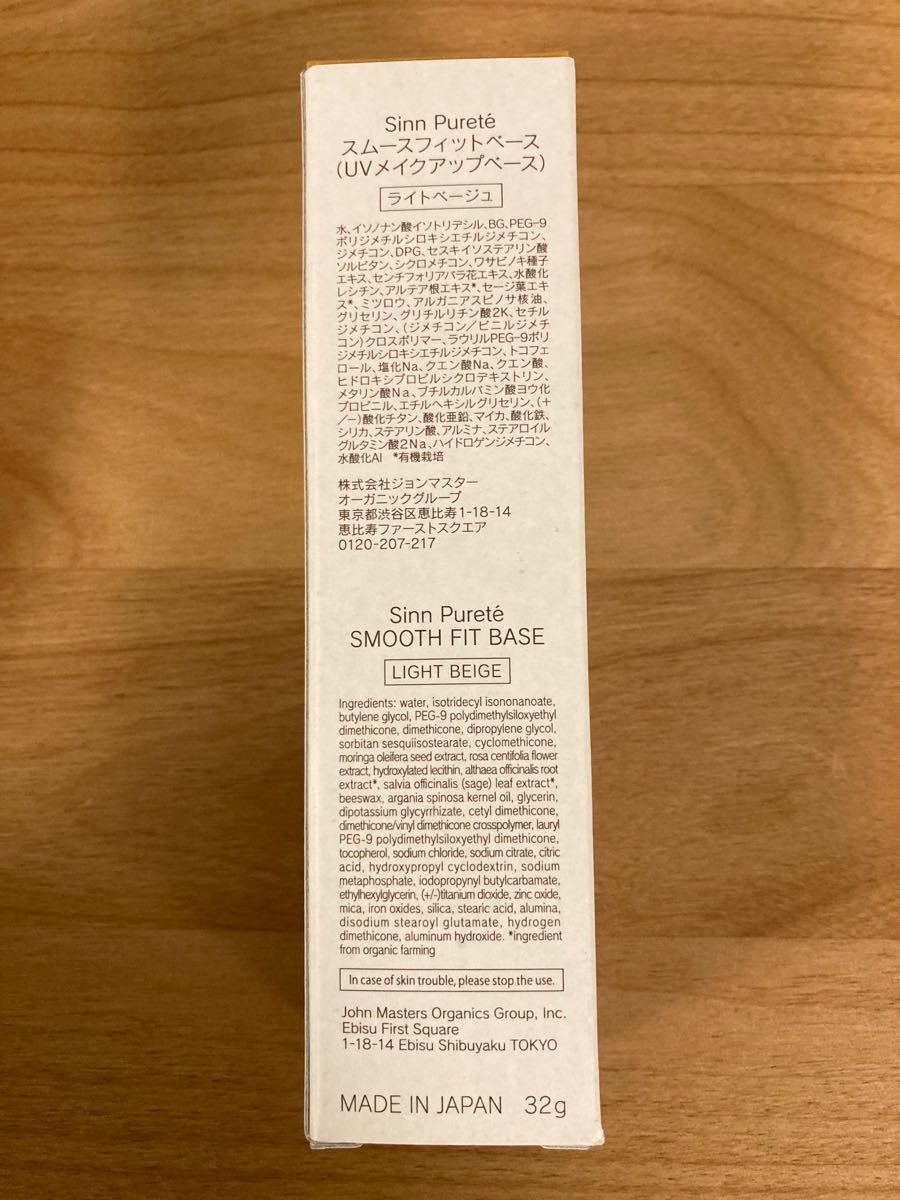 Sinn Pureté
スムースフィットベース
(UVメイクアップベース)
ライトベージュ
水、イソノナン酸イソトリデシル、BG、PEG-9
ポリジメチルシロキシエチルジメチコン、
ジメチコン、DPG、セスキイソステアリン酸
ソルビタン、シクロメチコン、ワサビノキ種子
エキス、センチフォリアバラ花エキス、水酸化
レシチン、アルテア根エキス*、セージ葉エキ
ス*、ミツロウ、アルガニアスピノサ核油、
グリセリン、グリチルリチン酸2K、セチル
ジメチコン、(ジメチコン/ビニルジメチ
コン)クロスポリマー、ラウリルPEG-9ポリ
ジメチルシロキシエチルジメチコン、トコフェ
ロール、塩化Na、クエン酸Na、クエン酸、
ヒドロキシプロピルシクロデキストリン、
メタリン酸Na、ブチルカルバミン酸ヨウ化
プロピニル、エチルヘキシルグリセリン、(+
/−)酸化チタン、酸化亜鉛、マイカ、酸化鉄、
シリカ、ステアリン酸、アルミナ、ステアロイル
グルタミン酸2Na、ハイドロゲンジメチコン、
水酸化Al *有機栽培
株式会社ジョンマスター
オーガニックグループ
東京都渋谷区恵比寿1-18-14
恵比寿ファーストスクエア
0120-207-217
Sinn Pureté
SMOOTH FIT BASE
LIGHT BEIGE
Ingredients: water, isotridecyl isononanoate,
butylene glycol, PEG-9 polydimethylsiloxyethyl
dimethicone, dimethicone, dipropylene glycol,
sorbitan sesquiisostearate, cyclomethicone,
moringa oleifera seed extract, rosa centifolia flower
extract, hydroxylated lecithin, althaea officinalis root
extract*, salvia officinalis (sage) leaf extract*,
beeswax, argania spinosa kernel oil, glycerin,
dipotassium glycyrrhizate, cetyl dimethicone,
dimethicone/vinyl dimethicone crosspolymer, lauryl
PEG-9 polydimethylsiloxyethyl dimethicone,
tocopherol, sodium chloride, sodium citrate, citric
acid, hydroxypropyl cyclodextrin, sodium
metaphosphate, iodopropynyl butylcarbamate,
ethylhexylglycerin, (+/-)titanium dioxide, zinc oxide,
mica, iron oxides, silica, stearic acid, alumina,
disodium stearoyl glutamate, hydrogen
dimethicone, aluminum hydroxide. *ingredient
from organic farming
In case of skin trouble, please stop the use.
John Masters Organics Group, Inc.
Ebisu First Square
1-18-14 Ebisu Shibuyaku TOKYO
MADE IN JAPAN 32g